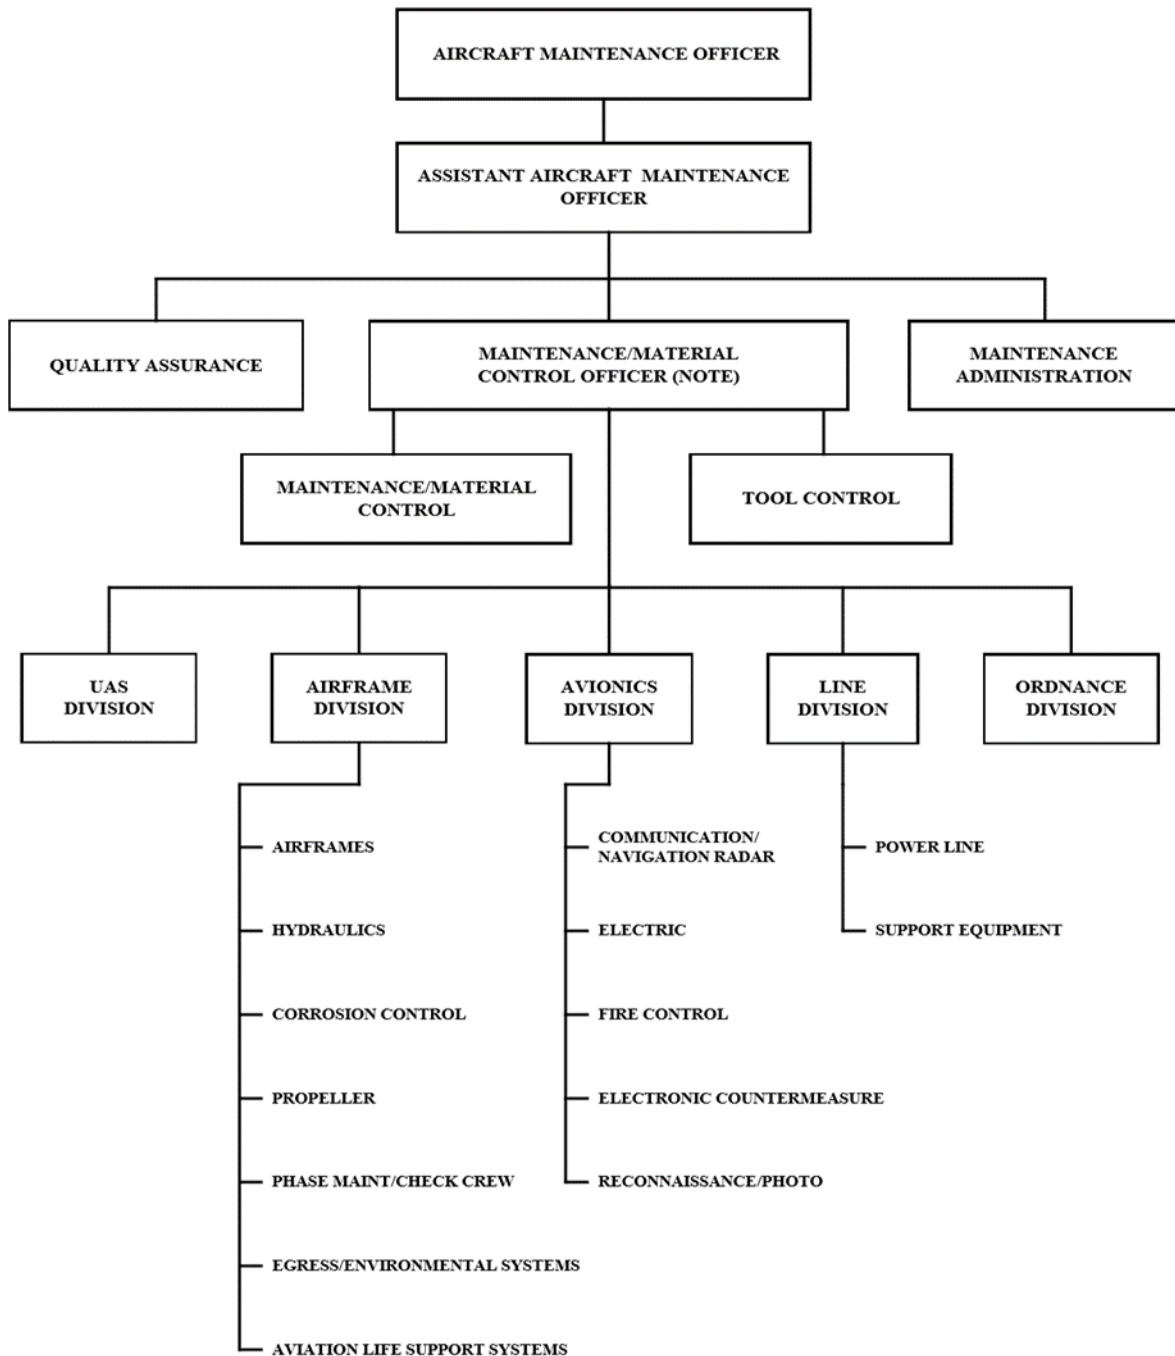 AIRCRAFT MAINTENANCE OFFICER
ASSISTANT AIRCRAFT MAINTENANCE
OFFICER
QUALITY ASSURANCE
MAINTENANCE/MATERIAL
CONTROL OFFICER (NOTE)
MAINTENANCE
ADMINISTRATION
MAINTENANCE/MATERIAL
CONTROL
TOOL CONTROL
UAS
DIVISION
AIRFRAME
DIVISION
AVIONICS
DIVISION
LINE
DIVISION
ORDNANCE
DIVISION
AIRFRAMES
HYDRAULICS
CORROSION CONTROL
PROPELLER
PHASE MAINT/CHECK CREW
EGRESS/ENVIRONMENTAL SYSTEMS
AVIATION LIFE SUPPORT SYSTEMS
COMMUNICATION/
NAVIGATION RADAR
ELECTRIC
FIRE CONTROL
ELECTRONIC COUNTERMEASURE
RECONNAISSANCE/PHOTO
POWER LINE
SUPPORT EQUIPMENT